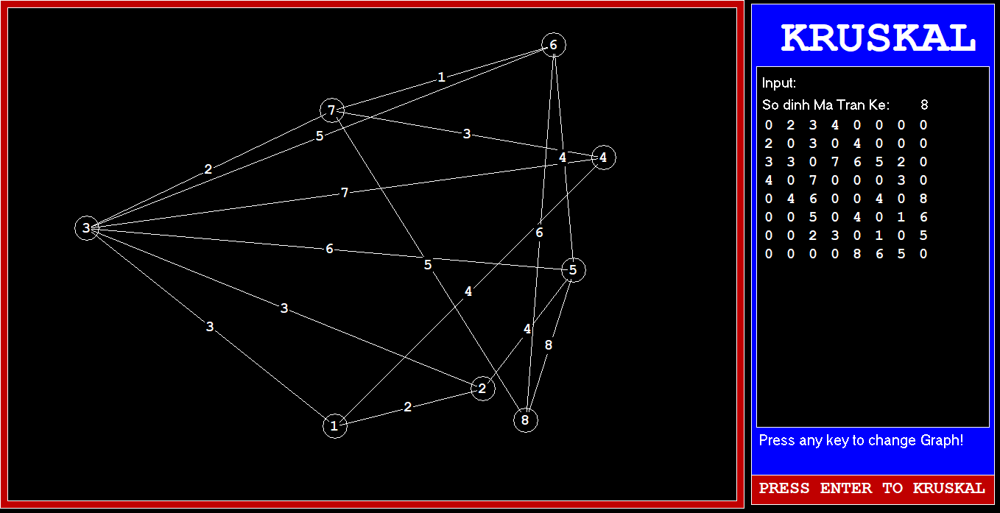 KRUSKAL
Input:
So dinh Ma Tran Ke: 8
0 2 3 4 0 0 0 0
2 0 3 0 4 0 0 0
3 3 0 7 6 5 2 0
4 0 7 0 0 0 3 0
0 4 6 0 0 4 0 8
0 0 5 0 4 0 1 6
0 0 2 3 0 1 0 5
0 0 0 0 8 6 5 0
Press any key to change Graph!
PRESS ENTER TO KRUSKAL
6
1
7
3
5
4
4
2
7
3
6
6
5
5
4
3
3
4
8
2
2
8
1